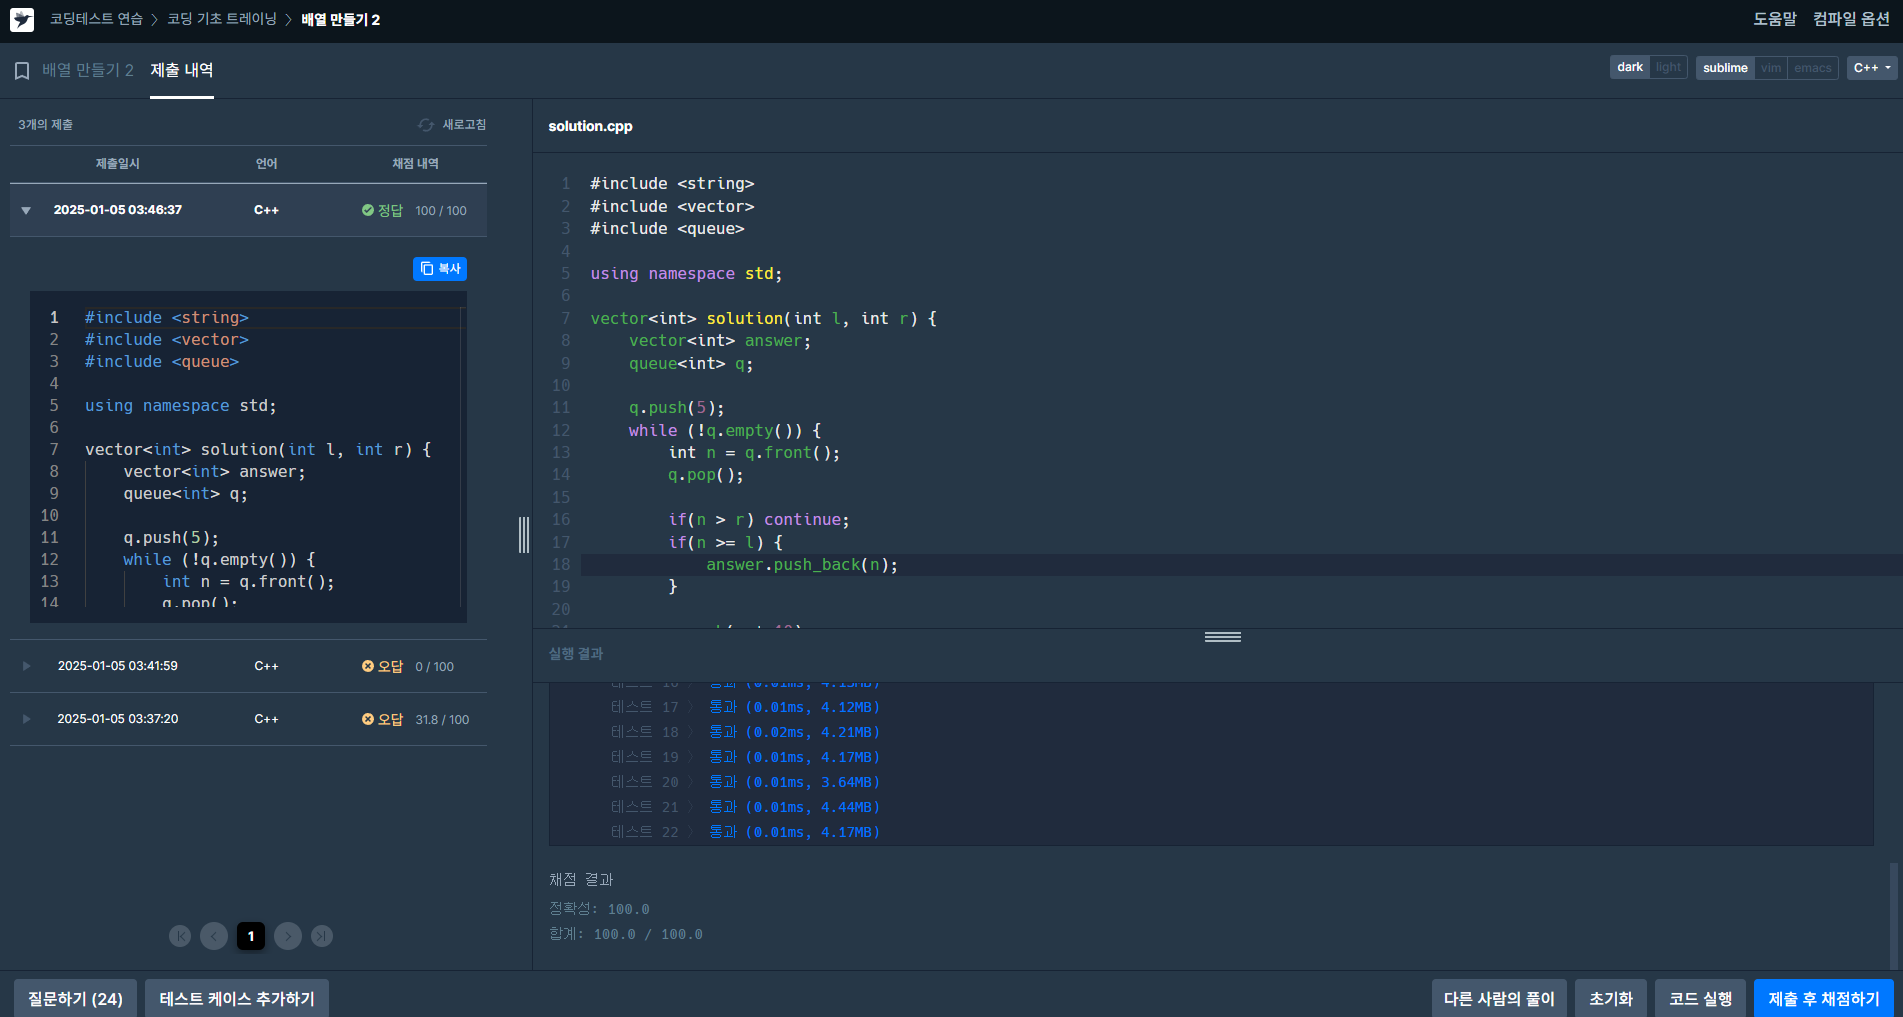 코딩테스트 연습 > 코딩 기초 트레이닝 > 배열 만들기 2
도움말 컴파일 옵션
배열 만들기 2 제출 내역
dark light sublime vim emacs C++
3개의 제출 새로고침
제출일시 언어 채점 내역
2025-01-05 03:46:37 C++ 정답 100 / 100
복사
1 #include <string>
2 #include <vector>
3 #include <queue>
4
5 using namespace std;
6
7 vector<int> solution(int l, int r) {
8 vector<int> answer;
9 queue<int> q;
10
11 q.push(5);
12 while (!q.empty()) {
13 int n = q.front();
14 q.pop();
2025-01-05 03:41:59 C++ 오답 0 / 100
2025-01-05 03:37:20 C++ 오답 31.8 / 100
1
solution.cpp
1 #include <string>
2 #include <vector>
3 #include <queue>
4
5 using namespace std;
6
7 vector<int> solution(int l, int r) {
8 vector<int> answer;
9 queue<int> q;
10
11 q.push(5);
12 while (!q.empty()) {
13 int n = q.front();
14 q.pop();
15
16 if(n > r) continue;
17 if(n >= l) {
18 answer.push_back(n);
19 }
20
실행 결과
테스트 16 > 통과 (0.01ms, 4.15MB)
테스트 17 > 통과 (0.01ms, 4.12MB)
테스트 18 > 통과 (0.02ms, 4.21MB)
테스트 19 > 통과 (0.01ms, 4.17MB)
테스트 20 > 통과 (0.01ms, 3.64MB)
테스트 21 > 통과 (0.01ms, 4.44MB)
테스트 22 > 통과 (0.01ms, 4.17MB)
채점 결과
정확성: 100.0
합계: 100.0 / 100.0
질문하기 (24) 테스트 케이스 추가하기
다른 사람의 풀이 초기화 코드 실행 제출 후 채점하기